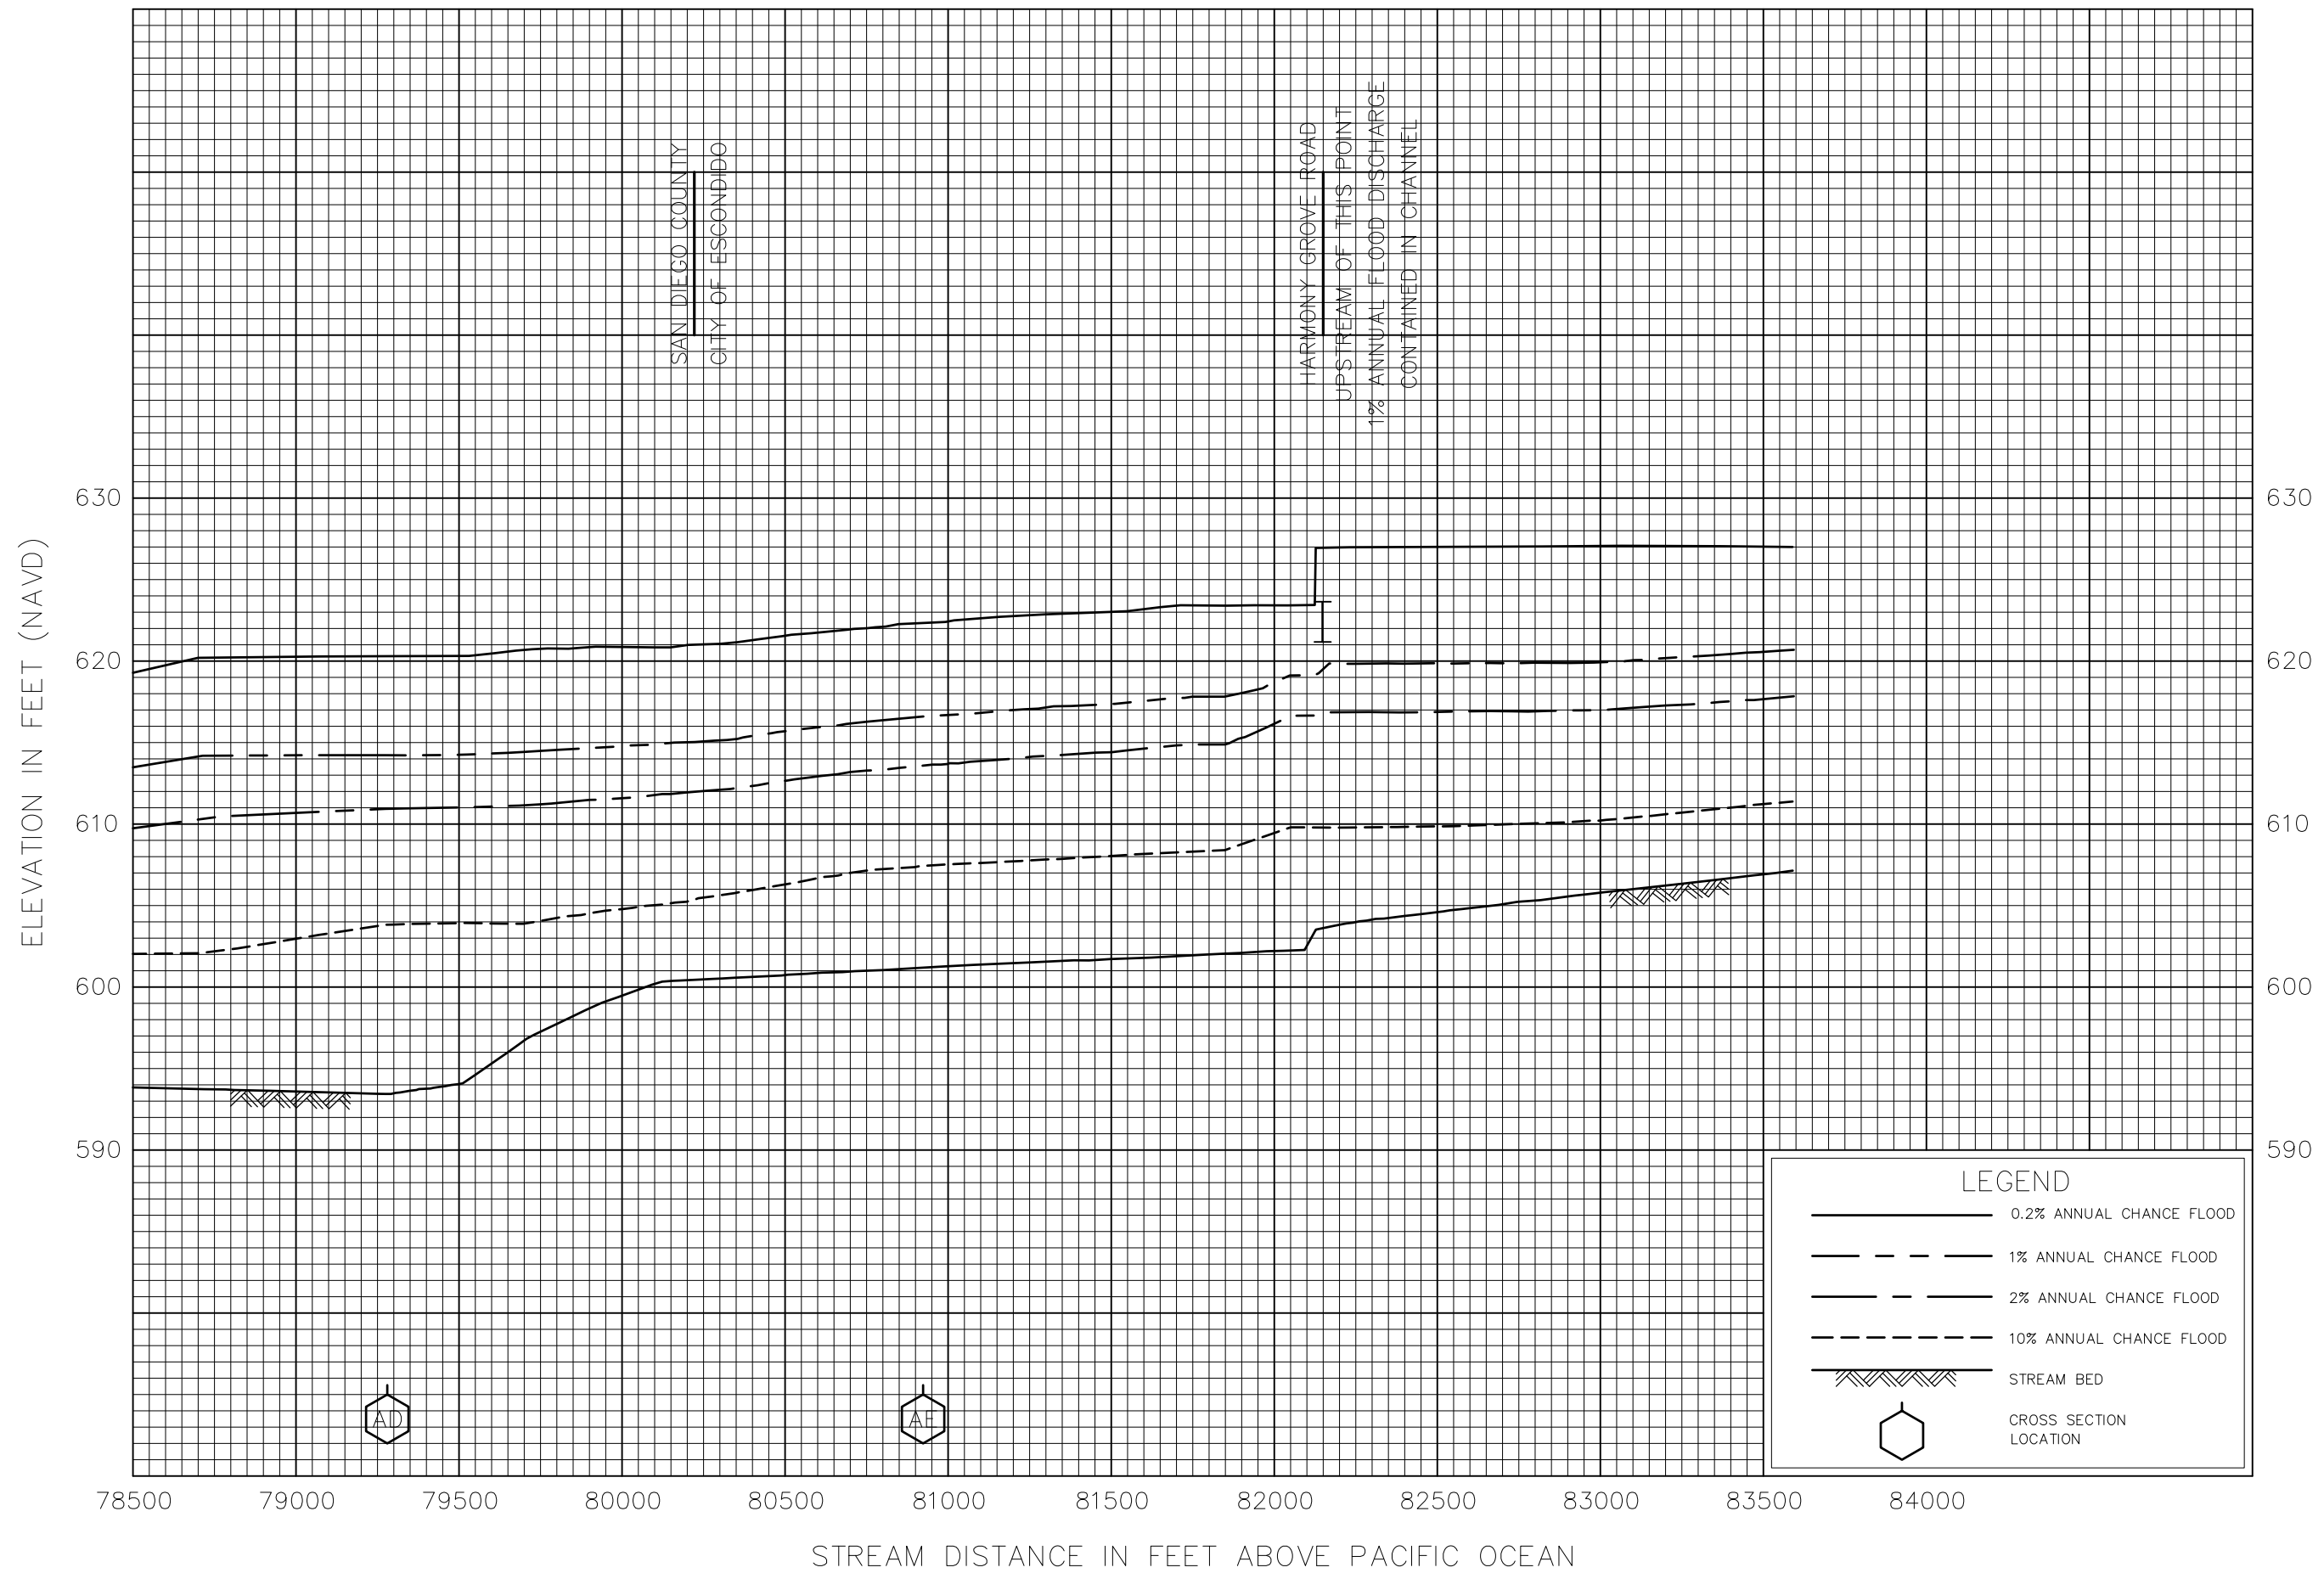 SAN DIEGO COUNTY
CITY OF ESCONDIDO
HARMONY GROVE ROAD
UPSTREAM OF THIS POINT
1% ANNUAL FLOOD DISCHARGE
CONTAINED IN CHANNEL
ELEVATION IN FEET (NAVD)
630
620
610
600
590
630
620
610
600
590
LEGEND
0.2% ANNUAL CHANCE FLOOD
1% ANNUAL CHANCE FLOOD
2% ANNUAL CHANCE FLOOD
10% ANNUAL CHANCE FLOOD
STREAM BED
CROSS SECTION
LOCATION
AD
AE
78500 79000 79500 80000 80500 81000 81500 82000 82500 83000 83500 84000
STREAM DISTANCE IN FEET ABOVE PACIFIC OCEAN